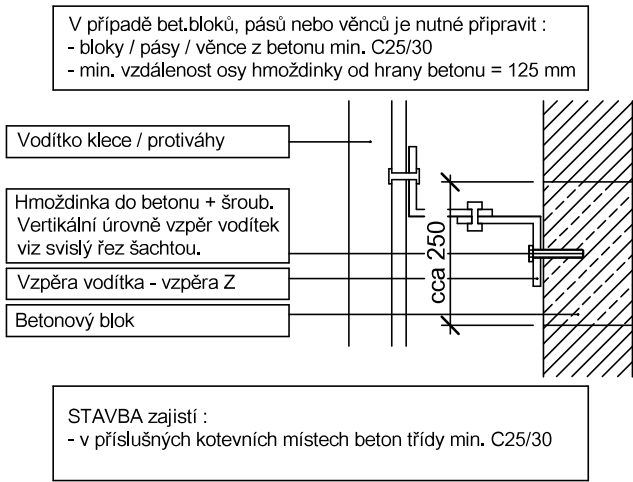 V případě bet.bloků, pásů nebo věnců je nutné připravit :
- bloky / pásy / věnce z betonu min. C25/30
- min. vzdálenost osy hmoždinky od hrany betonu = 125 mm
Vodítko klece / protiváhy
Hmoždinka do betonu + šroub.
Vertikální úrovně vzpěr vodítek
viz svislý řez šachtou.
Vzpěra vodítka - vzpěra Z
Betonový blok
cca 250
STAVBA zajistí :
- v příslušných kotevních místech beton třídy min. C25/30